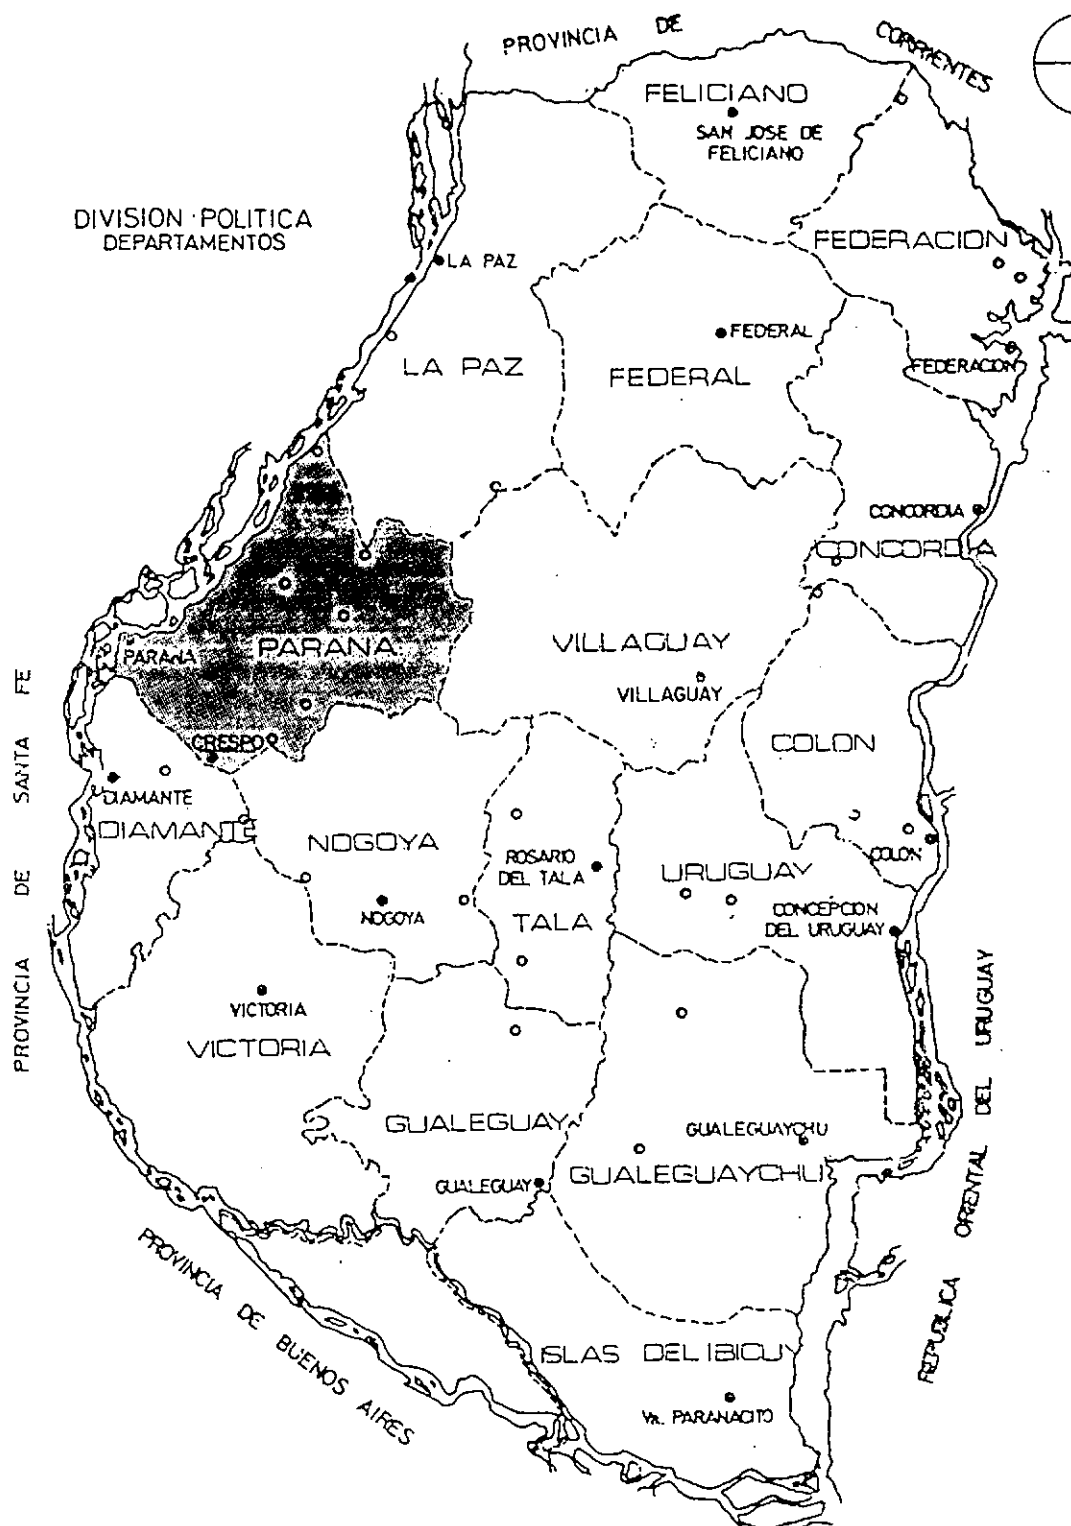 PROVINCIA DE CORRIENTES
FELICIANO
SAN JOSE DE
FELICIANO
DIVISION POLITICA
DEPARTAMENTOS
FEDERACION
LA PAZ
FEDERAL
LA PAZ
FEDERAL
FEDERACION
CONCORDIA
CONCORDIA
PARANA
PARANA
VILLAGUAY
VILLAGUAY
CRESPO
COLON
DIAMANTE
DIAMANTE
NOGOYA
ROSARIO
DEL TALA
URUGUAY
COLON
NOGOYA
TALA
CONCEPCION
DEL URUGUAY
VICTORIA
VICTORIA
GUALEGUAY
GUALEGUAYCHU
GUALEGUAY
GUALEGUAYCHU
ISLAS DEL IBICUY
Va. PARANACITO
PROVINCIA DE SANTA FE
PROVINCIA DE BUENOS AIRES
REPUBLICA ORIENTAL DEL URUGUAY